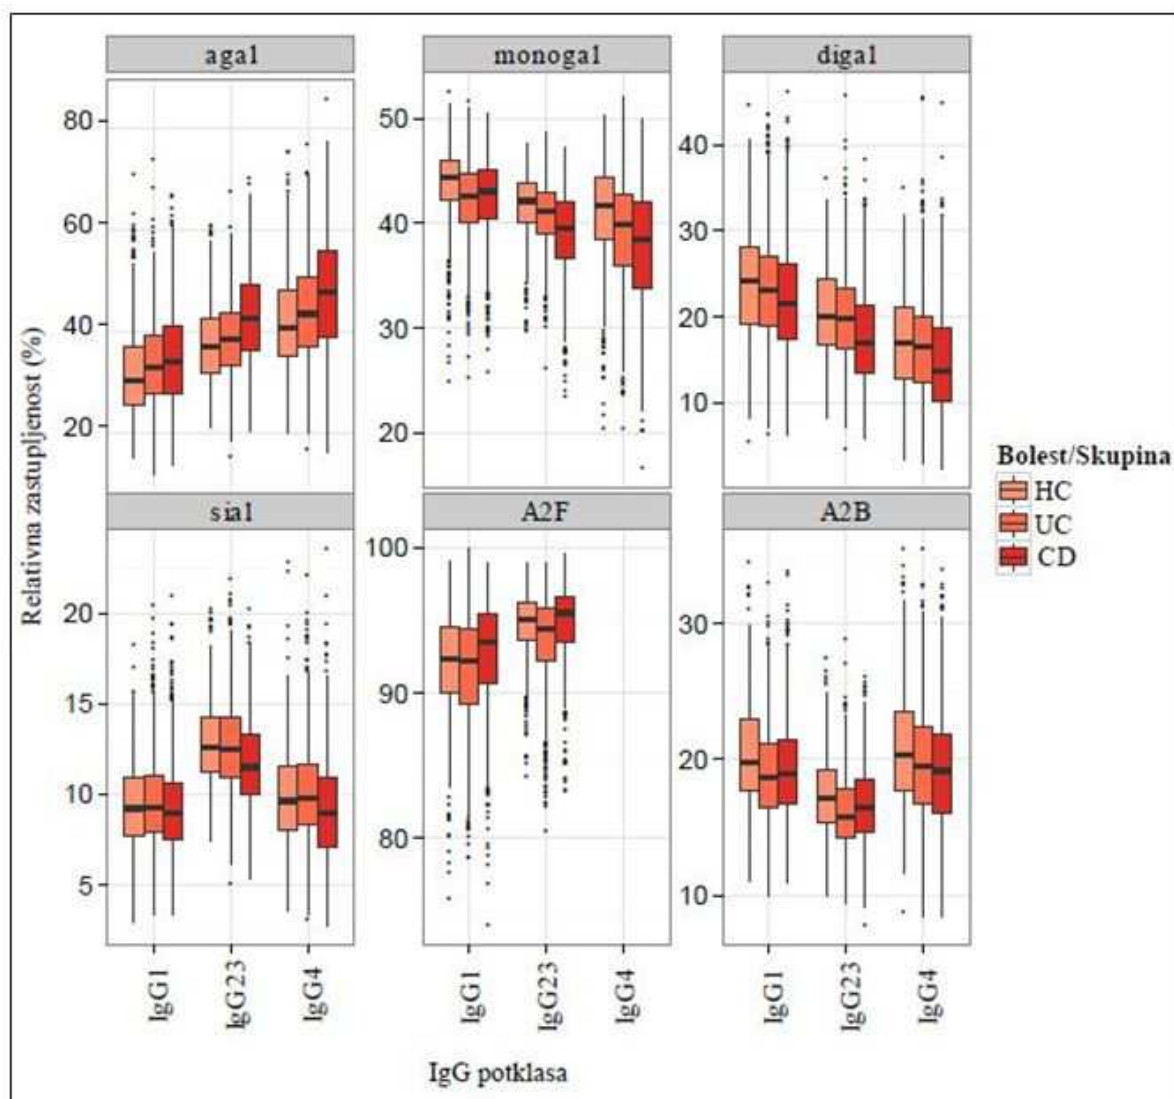 aga1 monoga1 diga1
80
60
40
20
50
40
30
20
40
30
20
10
sia1 A2F A2B
20
15
10
5
100
90
80
30
20
10
IgG1 IgG23 IgG4 IgG1 IgG23 IgG4 IgG1 IgG23 IgG4
Relativna zastupljenost (%)
IgG potklasa
Bolest/Skupina
HC
UC
CD